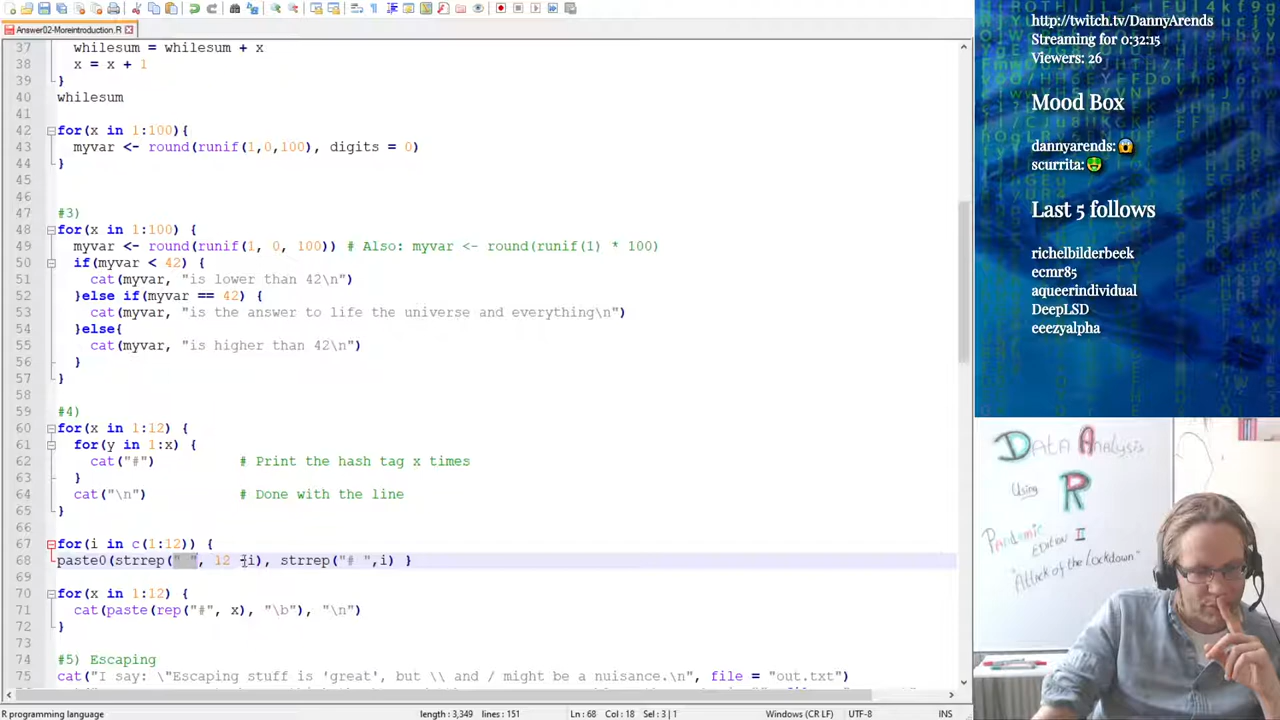 Answer02-Moreintroduction.R
37 whilesum = whilesum + x
38 x = x + 1
39 }
40 whilesum
41
42 for(x in 1:100){
43 myvar <- round(runif(1,0,100), digits = 0)
44 }
45
46
47 #3)
48 for(x in 1:100) {
49 myvar <- round(runif(1, 0, 100)) # Also: myvar <- round(runif(1) * 100)
50 if(myvar < 42) {
51 cat(myvar, "is lower than 42\n")
52 }else if(myvar == 42) {
53 cat(myvar, "is the answer to life the universe and everything\n")
54 }else{
55 cat(myvar, "is higher than 42\n")
56 }
57 }
58
59 #4)
60 for(x in 1:12) {
61 for(y in 1:x) {
62 cat("#") # Print the hash tag x times
63 }
64 cat("\n") # Done with the line
65 }
66
67 for(i in c(1:12)) {
68 paste0(strrep(" ", 12 -i), strrep("# ",i) }
69
70 for(x in 1:12) {
71 cat(paste(rep("#", x), "\b"), "\n")
72 }
73
74 #5) Escaping
75 cat("I say: \"Escaping stuff is 'great', but \\ and / might be a nuisance.\n", file = "out.txt")
R programming language length : 3,349 lines : 151 Ln : 68 Col : 18 Sel : 3 | 1 Windows (CR LF) UTF-8 INS
http://twitch.tv/DannyArends
Streaming for 0:32:15
Viewers: 26
Mood Box
dannyarends:
scurrita:
Last 5 follows
richelbilderbeek
ecmr85
aqueerindividual
DeepLSD
eeezyalpha
Data Analysis
Using
R
Pandemic
Edition II
"Attack of the Lockdown"